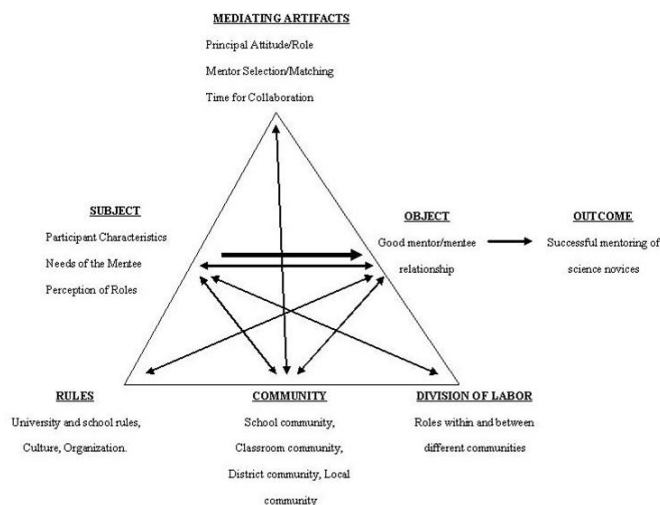 MEDIATING ARTIFACTS
Principal Attitude/Role
Mentor Selection/Matching
Time for Collaboration
SUBJECT
Participant Characteristics
Needs of the Mentee
Perception of Roles
OBJECT
Good mentor/mentee
relationship
OUTCOME
Successful mentoring of
science novices
RULES
University and school rules,
Culture, Organization.
COMMUNITY
School community,
Classroom community,
District community, Local
community
DIVISION OF LABOR
Roles within and between
different communities